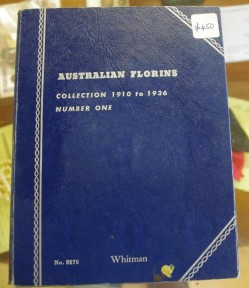 $450
AUSTRALIAN FLORINS
COLLECTION 1910 to 1936
NUMBER ONE
No. 9676
Whitman